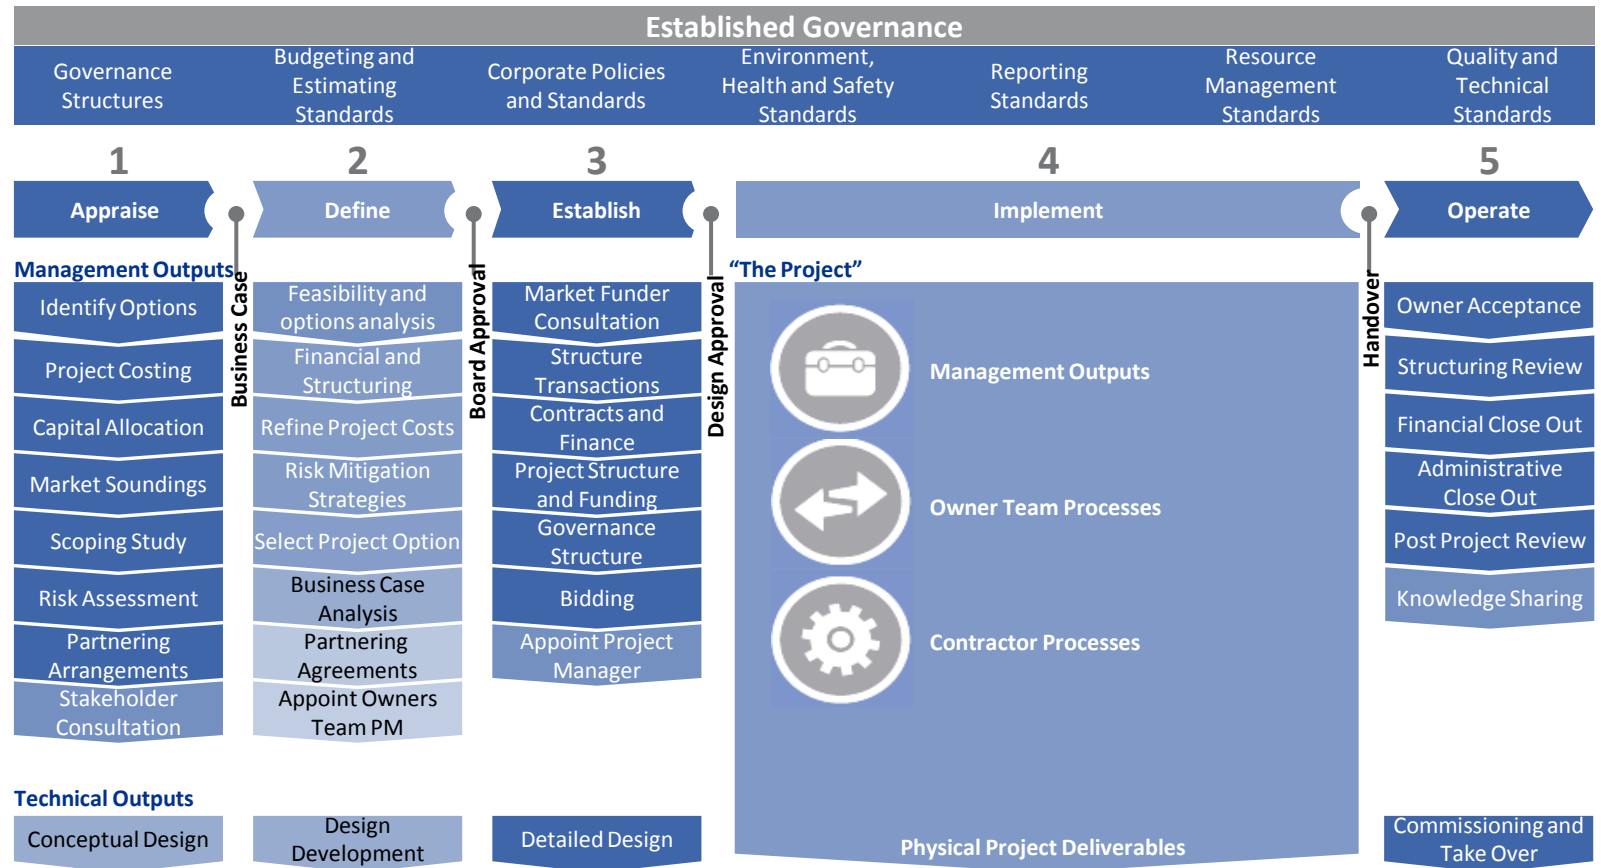 Established Governance
Governance
Structures
Budgeting and
Estimating
Standards
Corporate Policies
and Standards
Environment,
Health and Safety
Standards
Reporting
Standards
Resource
Management
Standards
Quality and
Technical
Standards
1
2
3
4
5
Appraise
Define
Establish
Implement
Operate
Business Case
Board Approval
Design Approval
Handover
Management Outputs
Identify Options
Project Costing
Capital Allocation
Market Soundings
Scoping Study
Risk Assessment
Partnering
Arrangements
Stakeholder
Consultation
Feasibility and
options analysis
Financial and
Structuring
Refine Project Costs
Risk Mitigation
Strategies
Select Project Option
Business Case
Analysis
Partnering
Agreements
Appoint Owners
Team PM
Market Funder
Consultation
Structure
Transactions
Contracts and
Finance
Project Structure
and Funding
Governance
Structure
Bidding
Appoint Project
Manager
“The Project”
Management Outputs
Owner Team Processes
Contractor Processes
Physical Project Deliverables
Owner Acceptance
Structuring Review
Financial Close Out
Administrative
Close Out
Post Project Review
Knowledge Sharing
Technical Outputs
Conceptual Design
Design
Development
Detailed Design
Commissioning and
Take Over